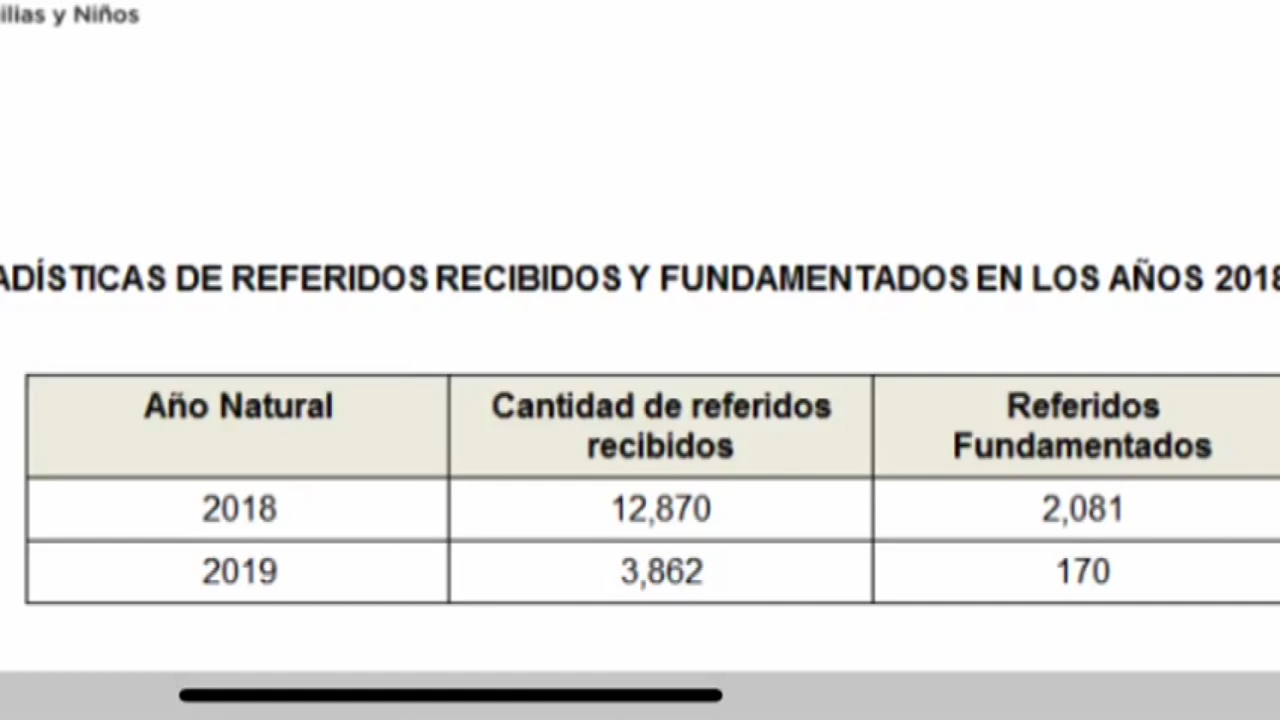 illas y Niños
ADÍSTICAS DE REFERIDOS RECIBIDOS Y FUNDAMENTADOS EN LOS AÑOS 2018
Año Natural
Cantidad de referidos
recibidos
Referidos
Fundamentados
2018 12,870 2,081
2019 3,862 170